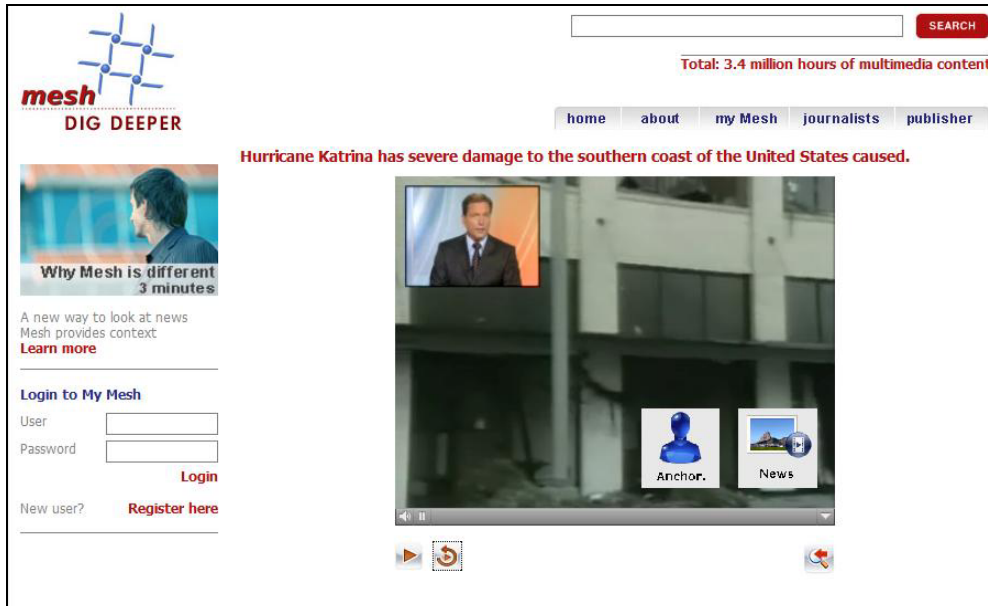 SEARCH
Total: 3.4 million hours of multimedia content
mesh
DIG DEEPER
home about my Mesh journalists publisher
Hurricane Katrina has severe damage to the southern coast of the United States caused.
Why Mesh is different
3 minutes
A new way to look at news
Mesh provides context
Learn more
Login to My Mesh
User
Password
Login
New user? Register here
Anchor.
News